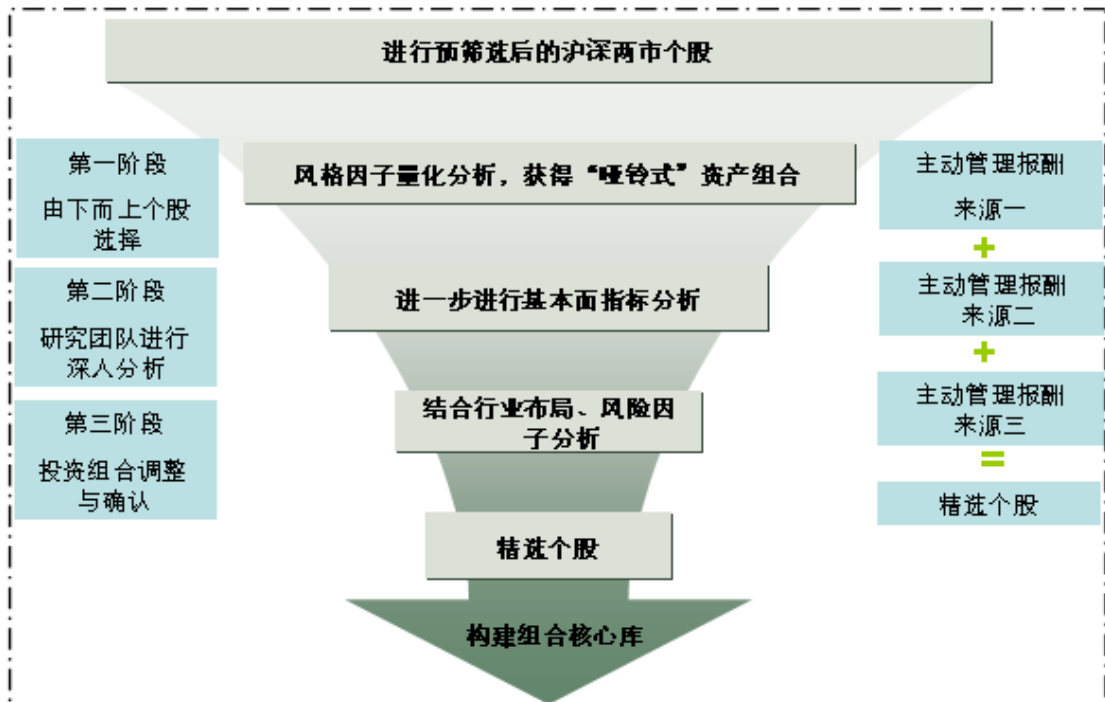 进行预筛选后的沪深两市个股
第一阶段
由下而上个股
选择
风格因子量化分析，获得“哑铃式”资产组合
主动管理报酬
来源一
+
第二阶段
研究团队进行
深入分析
进一步进行基本面指标分析
主动管理报酬
来源二
+
第三阶段
投资组合调整
与确认
结合行业布局、风险因
子分析
主动管理报酬
来源三
=
精选个股
精选个股
构建组合核心库